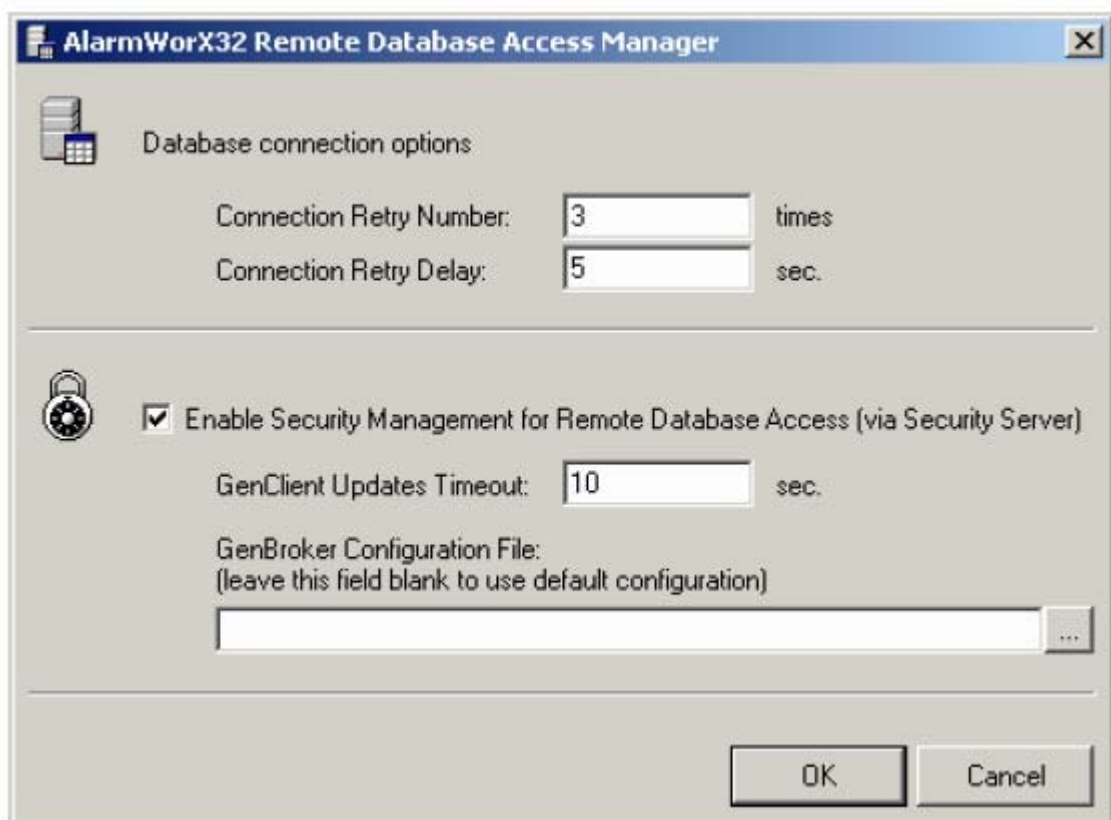 AlarmWorX32 Remote Database Access Manager
Database connection options
Connection Retry Number: 3 times
Connection Retry Delay: 5 sec.
Enable Security Management for Remote Database Access (via Security Server)
GenClient Updates Timeout: 10 sec.
GenBroker Configuration File:
(leave this field blank to use default configuration)
...
OK Cancel